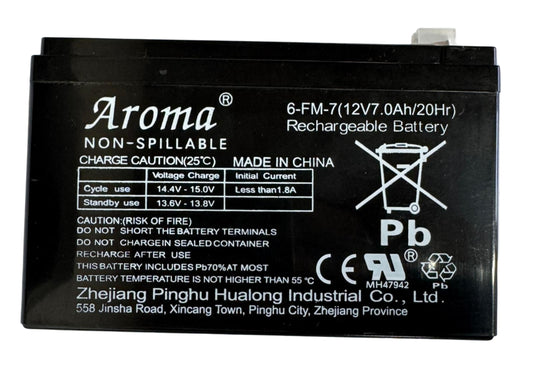 Aroma®
NON-SPILLABLE
6-FM-7(12V7.0Ah/20Hr)
Rechargeable Battery
CHARGE CAUTION(25℃) MADE IN CHINA
Voltage Charge Initial Current
Cycle use 14.4V - 15.0V Less than1.8A
Standby use 13.6V - 13.8V
CAUTION:(RISK OF FIRE)
DO NOT SHORT THE BATTERY TERMINALS
DO NOT CHARGEIN SEALED CONTAINER
RECHARGE AFTER USE
THIS BATTERY INCLUDES Pb70%AT MOST
BATTERY TEMPERATURE IS NOT HIGHER THAN 55 ℃
Pb
CE RU®
MH47942
Pb
Zhejiang Pinghu Hualong Industrial Co., Ltd.
558 Jinsha Road, Xincang Town, Pinghu City, Zhejiang Province